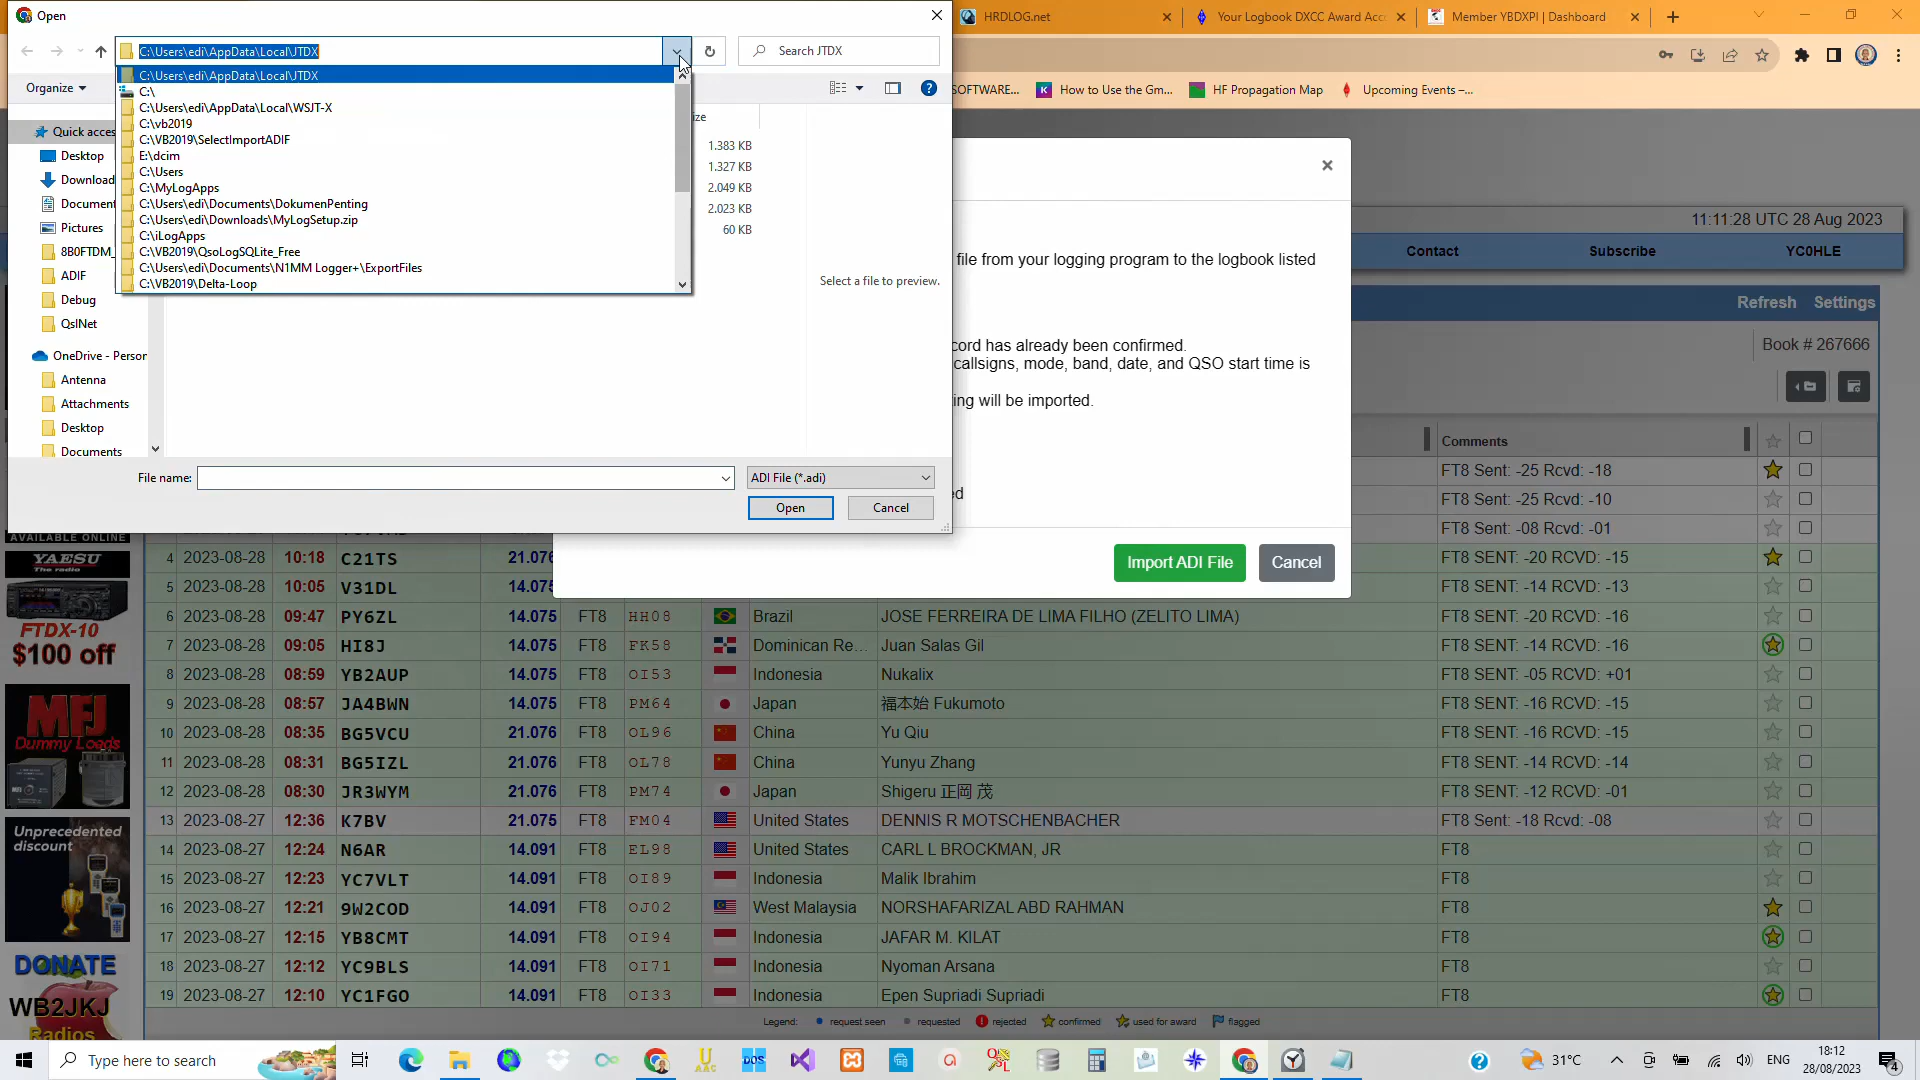 Open
HRDLOG.net
Your Logbook DXCC Award Acc
Member YBDXPI | Dashboard
C:\Users\edi\AppData\Local\JTDX
Search JTDX
Organize
SOFTWARE...
How to Use the Gm...
HF Propagation Map
Upcoming Events –...
C:\Users\edi\AppData\Local\JTDX
C:\
C:\Users\edi\AppData\Local\WSJT-X
C:\vb2019
C:\VB2019\SelectImportADIF
E:\dcim
C:\Users
C:\MyLogApps
C:\Users\edi\Documents\DokumenPenting
C:\Users\edi\Downloads\MyLogSetup.zip
C:\iLogApps
C:\VB2019\QsoLogSQLite_Free
C:\Users\edi\Documents\N1MM Logger+\ExportFiles
C:\VB2019\Delta-Loop
Quick acces
Desktop
Download
Document
Pictures
8B0FTDM_
ADIF
Debug
QslNet
OneDrive - Person
Antenna
Attachments
Desktop
Documents
ize
1.383 KB
1.327 KB
2.049 KB
2.023 KB
60 KB
Select a file to preview.
File name:
ADI File (*.adi)
Open
Cancel
11:11:28 UTC 28 Aug 2023
Contact
Subscribe
YC0HLE
file from your logging program to the logbook listed
cord has already been confirmed.
callsigns, mode, band, date, and QSO start time is
ing will be imported.
ed
Import ADI File
Cancel
Refresh
Settings
Book # 267666
Comments
FT8 Sent: -25 Rcvd: -18
FT8 Sent: -25 Rcvd: -10
FT8 Sent: -08 Rcvd: -01
4 2023-08-28 10:18 C21TS 21.076 FT8 SENT: -20 RCVD: -15
5 2023-08-28 10:05 V31DL 14.075 FT8 SENT: -14 RCVD: -13
6 2023-08-28 09:47 PY6ZL 14.075 FT8 HH08 Brazil JOSE FERREIRA DE LIMA FILHO (ZELITO LIMA) FT8 SENT: -20 RCVD: -16
7 2023-08-28 09:05 HI8J 14.075 FT8 FK58 Dominican Re... Juan Salas Gil FT8 SENT: -14 RCVD: -16
8 2023-08-28 08:59 YB2AUP 14.075 FT8 OI53 Indonesia Nukalix FT8 SENT: -05 RCVD: +01
9 2023-08-28 08:57 JA4BWN 14.075 FT8 PM64 Japan 福本始 Fukumoto FT8 SENT: -16 RCVD: -15
10 2023-08-28 08:35 BG5VCU 21.076 FT8 OL96 China Yu Qiu FT8 SENT: -16 RCVD: -15
11 2023-08-28 08:31 BG5IZL 21.076 FT8 OL78 China Yunyu Zhang FT8 SENT: -14 RCVD: -14
12 2023-08-28 08:30 JR3WYM 21.076 FT8 PM74 Japan Shigeru 正岡 茂 FT8 SENT: -12 RCVD: -01
13 2023-08-27 12:36 K7BV 21.075 FT8 FM04 United States DENNIS R MOTSCHENBACHER FT8 Sent: -18 Rcvd: -08
14 2023-08-27 12:24 N6AR 14.091 FT8 EL98 United States CARL L BROCKMAN, JR FT8
15 2023-08-27 12:23 YC7VLT 14.091 FT8 OI89 Indonesia Malik Ibrahim FT8
16 2023-08-27 12:21 9W2COD 14.091 FT8 OJ02 West Malaysia NORSHAFARIZAL ABD RAHMAN FT8
17 2023-08-27 12:15 YB8CMT 14.091 FT8 OI94 Indonesia JAFAR M. KILAT FT8
18 2023-08-27 12:12 YC9BLS 14.091 FT8 OI71 Indonesia Nyoman Arsana FT8
19 2023-08-27 12:10 YC1FGO 14.091 FT8 OI33 Indonesia Epen Supriadi Supriadi FT8
Legend: request seen requested rejected confirmed used for award flagged
AVAILABLE ONLINE
YAESU
The radio
FTDX-10
$100 off
MFJ
Dummy Loads
Unprecedented
discount
DONATE
WB2JKJ
Radios
Type here to search
DOS
31°C
ENG
18:12
28/08/2023
4